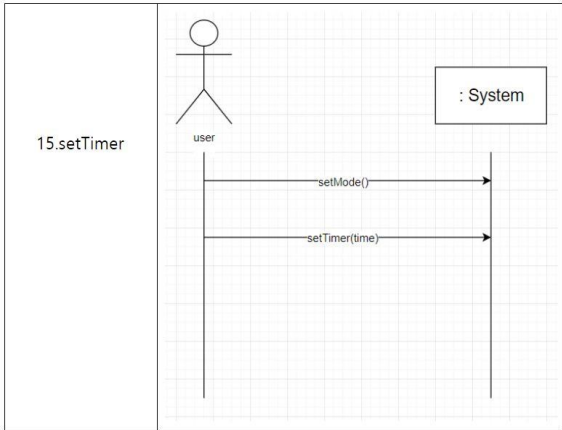 15.setTimer
user
: System
setMode()
setTimer(time)